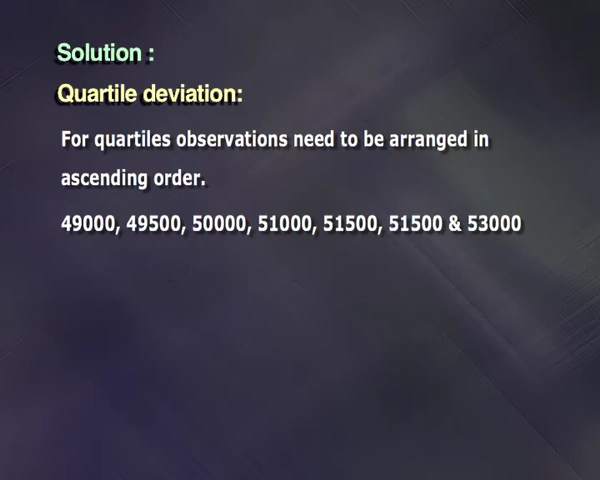 Solution :
Quartile deviation:
For quartiles observations need to be arranged in
ascending order.
49000, 49500, 50000, 51000, 51500, 51500 & 53000